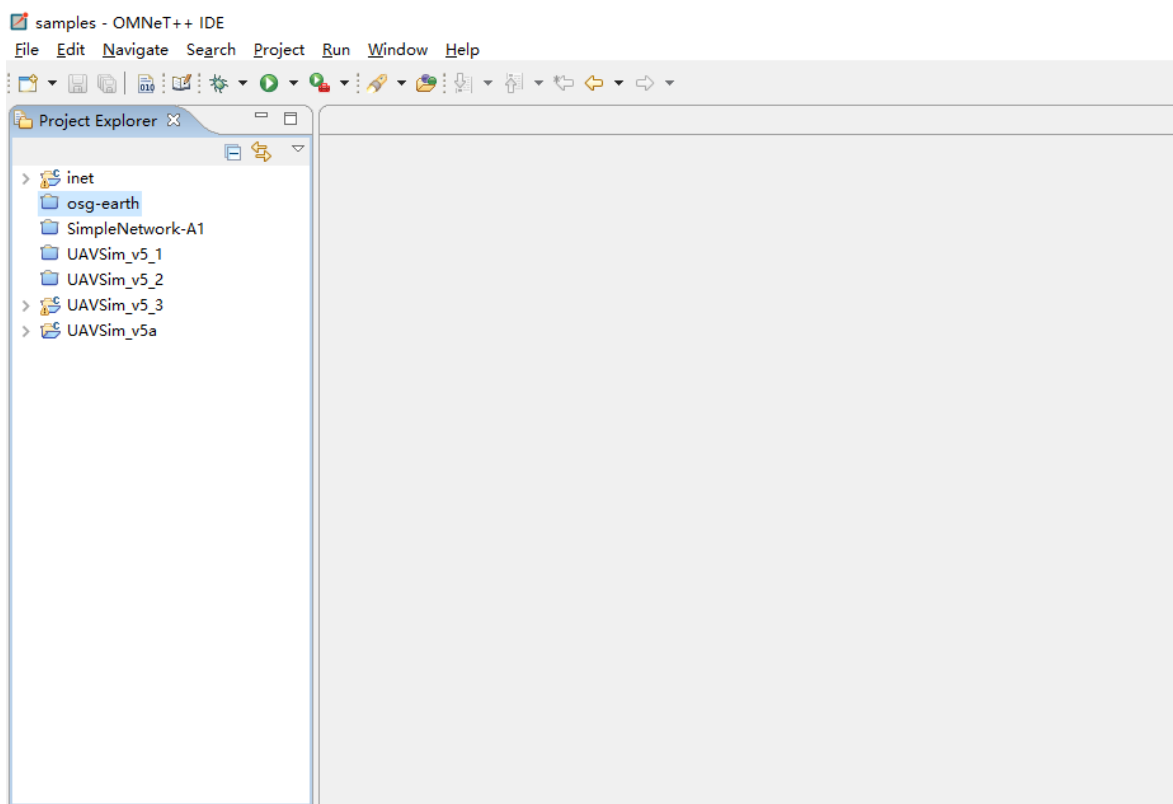 samples - OMNeT++ IDE
File Edit Navigate Search Project Run Window Help
010
Project Explorer
inet
osg-earth
SimpleNetwork-A1
UAVSim_v5_1
UAVSim_v5_2
UAVSim_v5_3
UAVSim_v5a